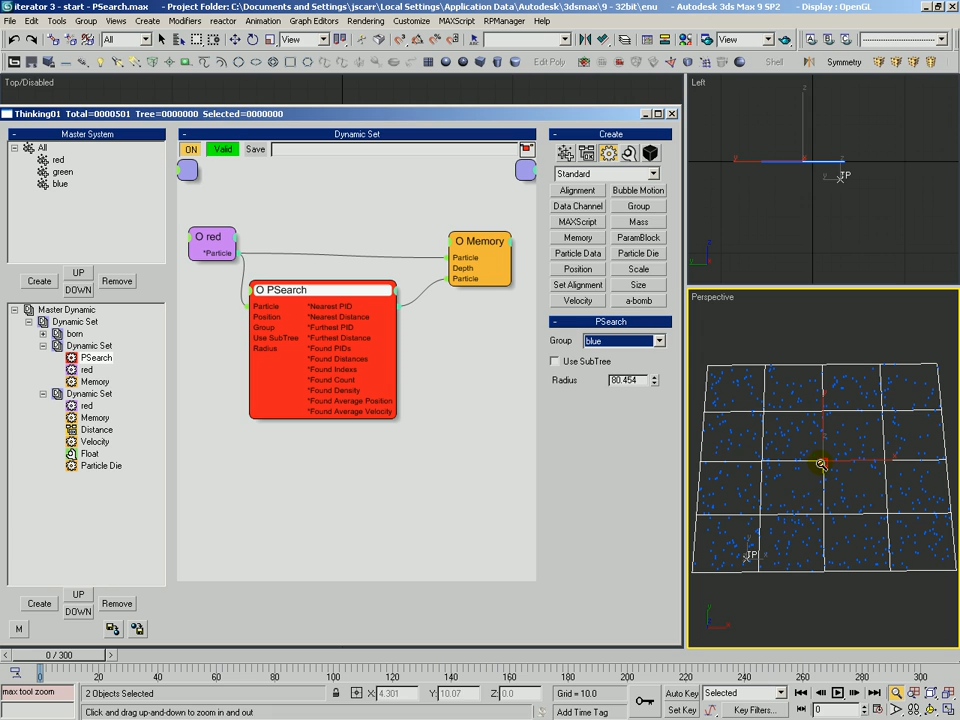 iterator 3 - start - PSearch.max - Project Folder: C:\Documents and Settings\jscarr\Local Settings\Application Data\Autodesk\3dsmax\9 - 32bit\enu - Autodesk 3ds Max 9 SP2 - Display : OpenGL
File Edit Tools Group Views Create Modifiers reactor Animation Graph Editors Rendering Customize MAXScript RPManager Help
All View View
Edit Poly Shell Symmetry
Top/Disabled
Left
Thinking01 Total=0000501 Tree=0000000 Selected=0000000
Master System
Dynamic Set
Create
ON Valid Save
All
red
green
blue
Standard
Alignment Bubble Motion
Data Channel Group
MAXScript Mass
Memory ParamBlock
Particle Data Particle Die
Position Scale
Set Alignment Size
Velocity a-bomb
PSearch
Group blue
Use SubTree
Radius 80.454
O red
*Particle
O Memory
Particle
Depth
Particle
O PSearch
Particle *Nearest PID
Position *Nearest Distance
Group *Furthest PID
Use SubTree *Furthest Distance
Radius *Found PIDs
*Found Distances
*Found Indexs
*Found Count
*Found Density
*Found Average Position
*Found Average Velocity
Create UP Remove
DOWN
Master Dynamic
Dynamic Set
born
Dynamic Set
PSearch
red
Memory
Dynamic Set
red
Memory
Distance
Velocity
Float
Particle Die
Create UP Remove
DOWN
M
z
y
TP
Perspective
TP
0 / 300
0 20 40 60 80 100 120 140 160 180 200 220 240 260 280 300
max tool zoom
2 Objects Selected
X: 4.301 Y: 10.07 Z: 0.0
Grid = 10.0
Auto Key Selected
Click and drag up-and-down to zoom in and out
Add Time Tag
Set Key Key Filters...
0